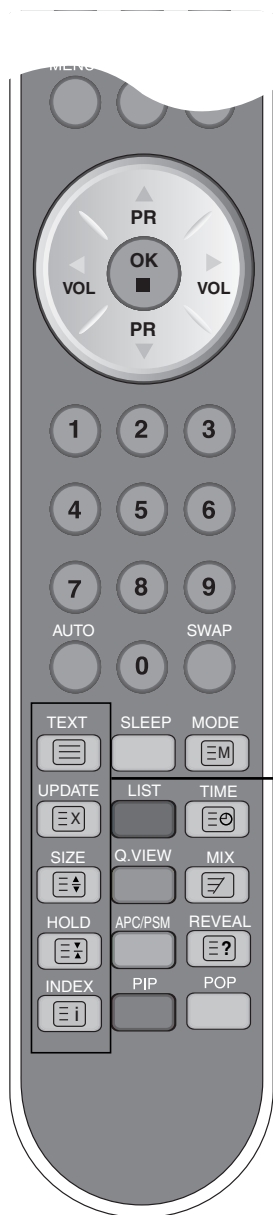 MENU
PR
OK
VOL VOL
PR
1 2 3
4 5 6
7 8 9
AUTO SWAP
0
TEXT SLEEP MODE
M
UPDATE LIST TIME
X
SIZE Q.VIEW MIX
HOLD APC/PSM REVEAL
?
INDEX PIP POP
i